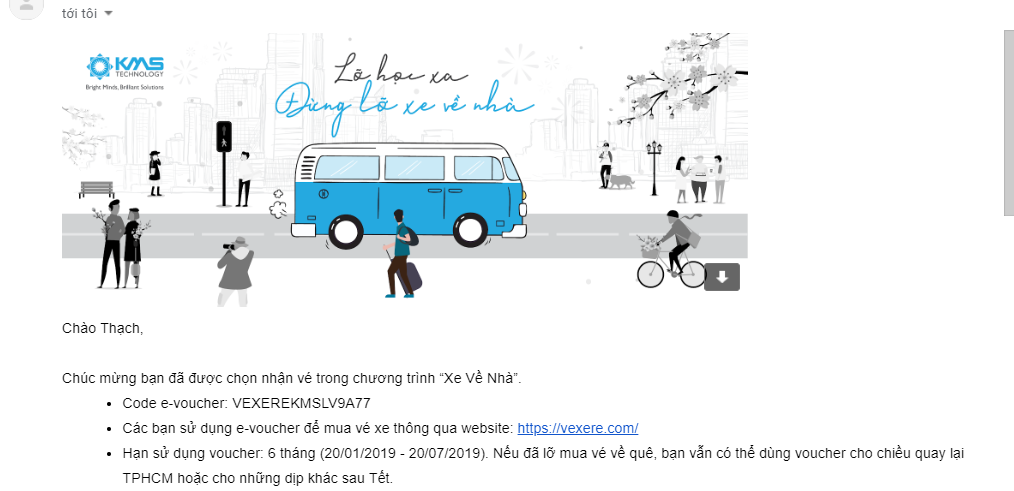 tới tôi
KMS
TECHNOLOGY
Bright Minds, Brilliant Solutions
Lỡ học xa
Đừng lỡ xe về nhà
Chào Thạch,
Chúc mừng bạn đã được chọn nhận vé trong chương trình “Xe Về Nhà”.
• Code e-voucher: VEXEREKMSLV9A77
• Các bạn sử dụng e-voucher để mua vé xe thông qua website: https://vexere.com/
• Hạn sử dụng voucher: 6 tháng (20/01/2019 - 20/07/2019). Nếu đã lỡ mua vé về quê, bạn vẫn có thể dùng voucher cho chiều quay lại
TPHCM hoặc cho những dịp khác sau Tết.